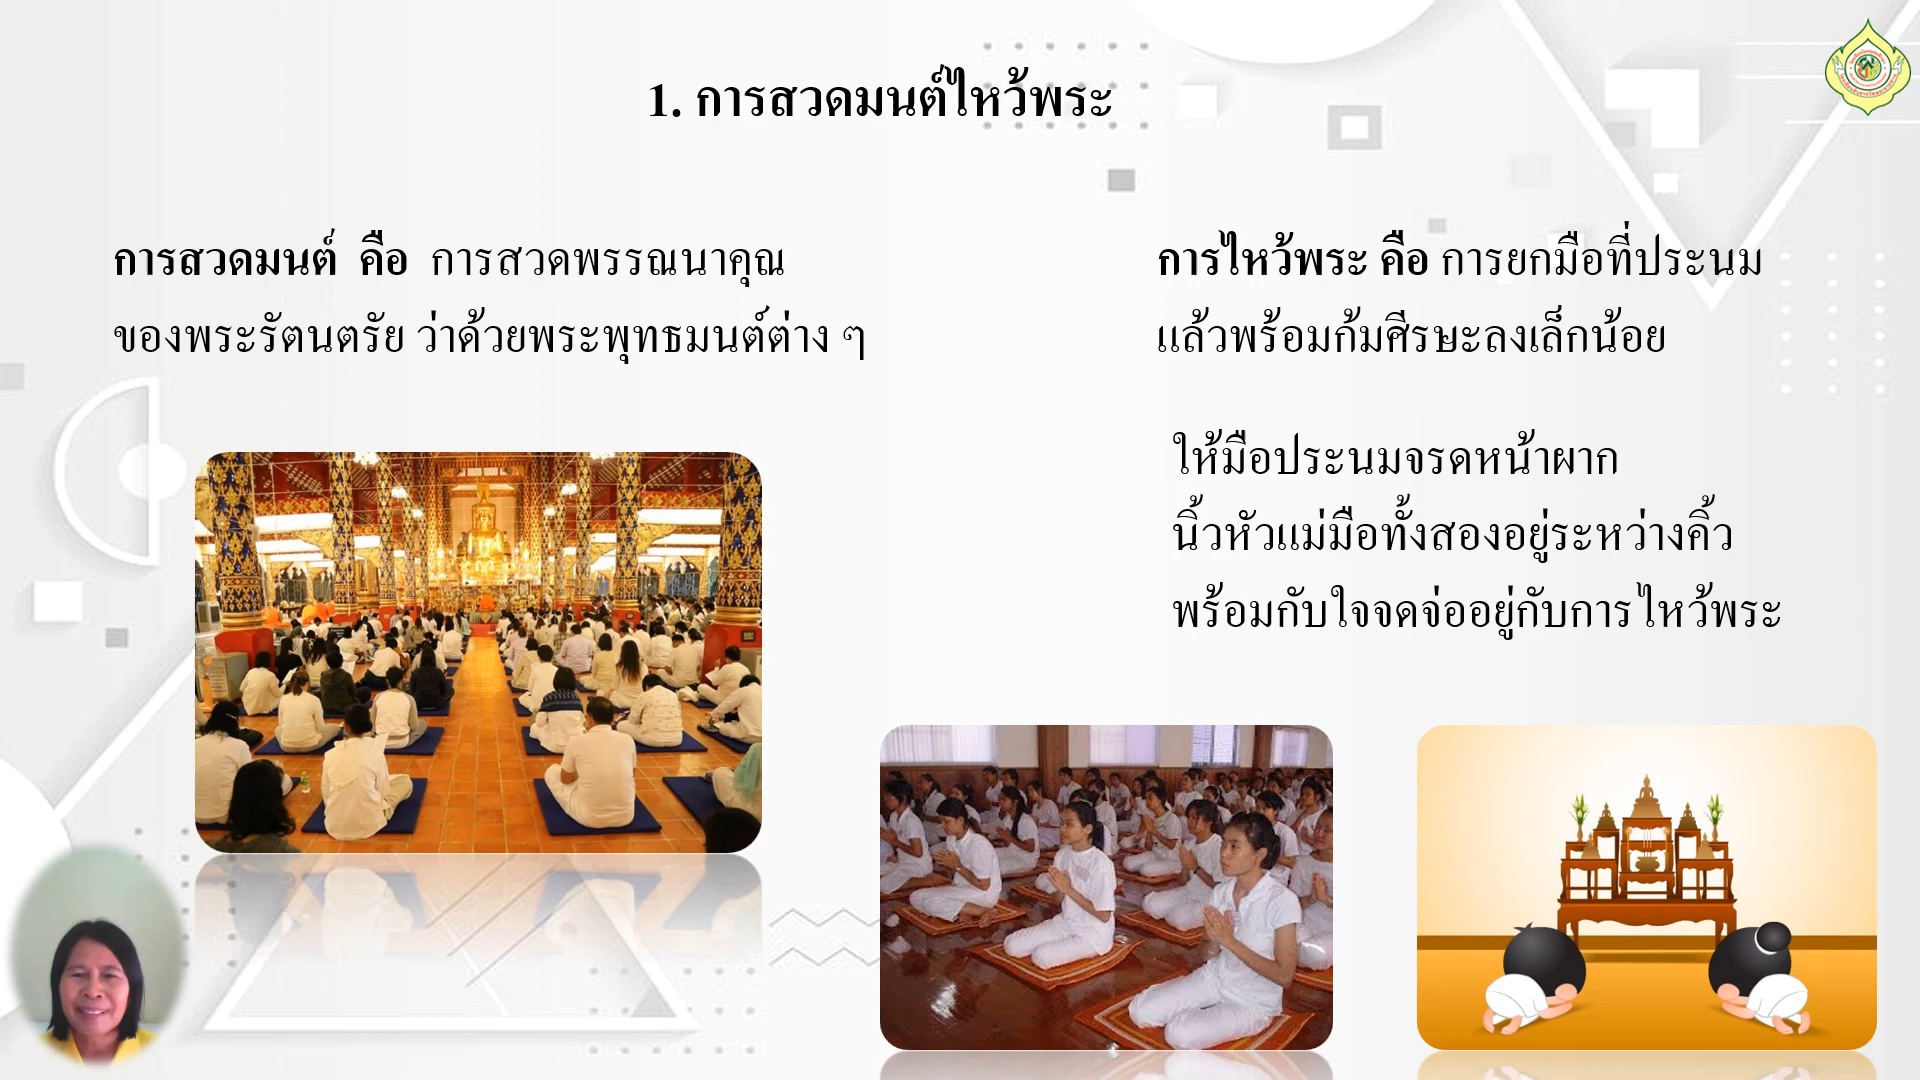 1. การสวดมนต์ไหว้พระ
การสวดมนต์ คือ การสวดพรรณนาคุณ
ของพระรัตนตรัย ว่าด้วยพระพุทธมนต์ต่าง ๆ
การไหว้พระ คือ การยกมือที่ประนม
แล้วพร้อมก้มศีรษะลงเล็กน้อย
ให้มือประนมจรดหน้าผาก
นิ้วหัวแม่มือทั้งสองอยู่ระหว่างคิ้ว
พร้อมกับใจจดจ่ออยู่กับการไหว้พระ